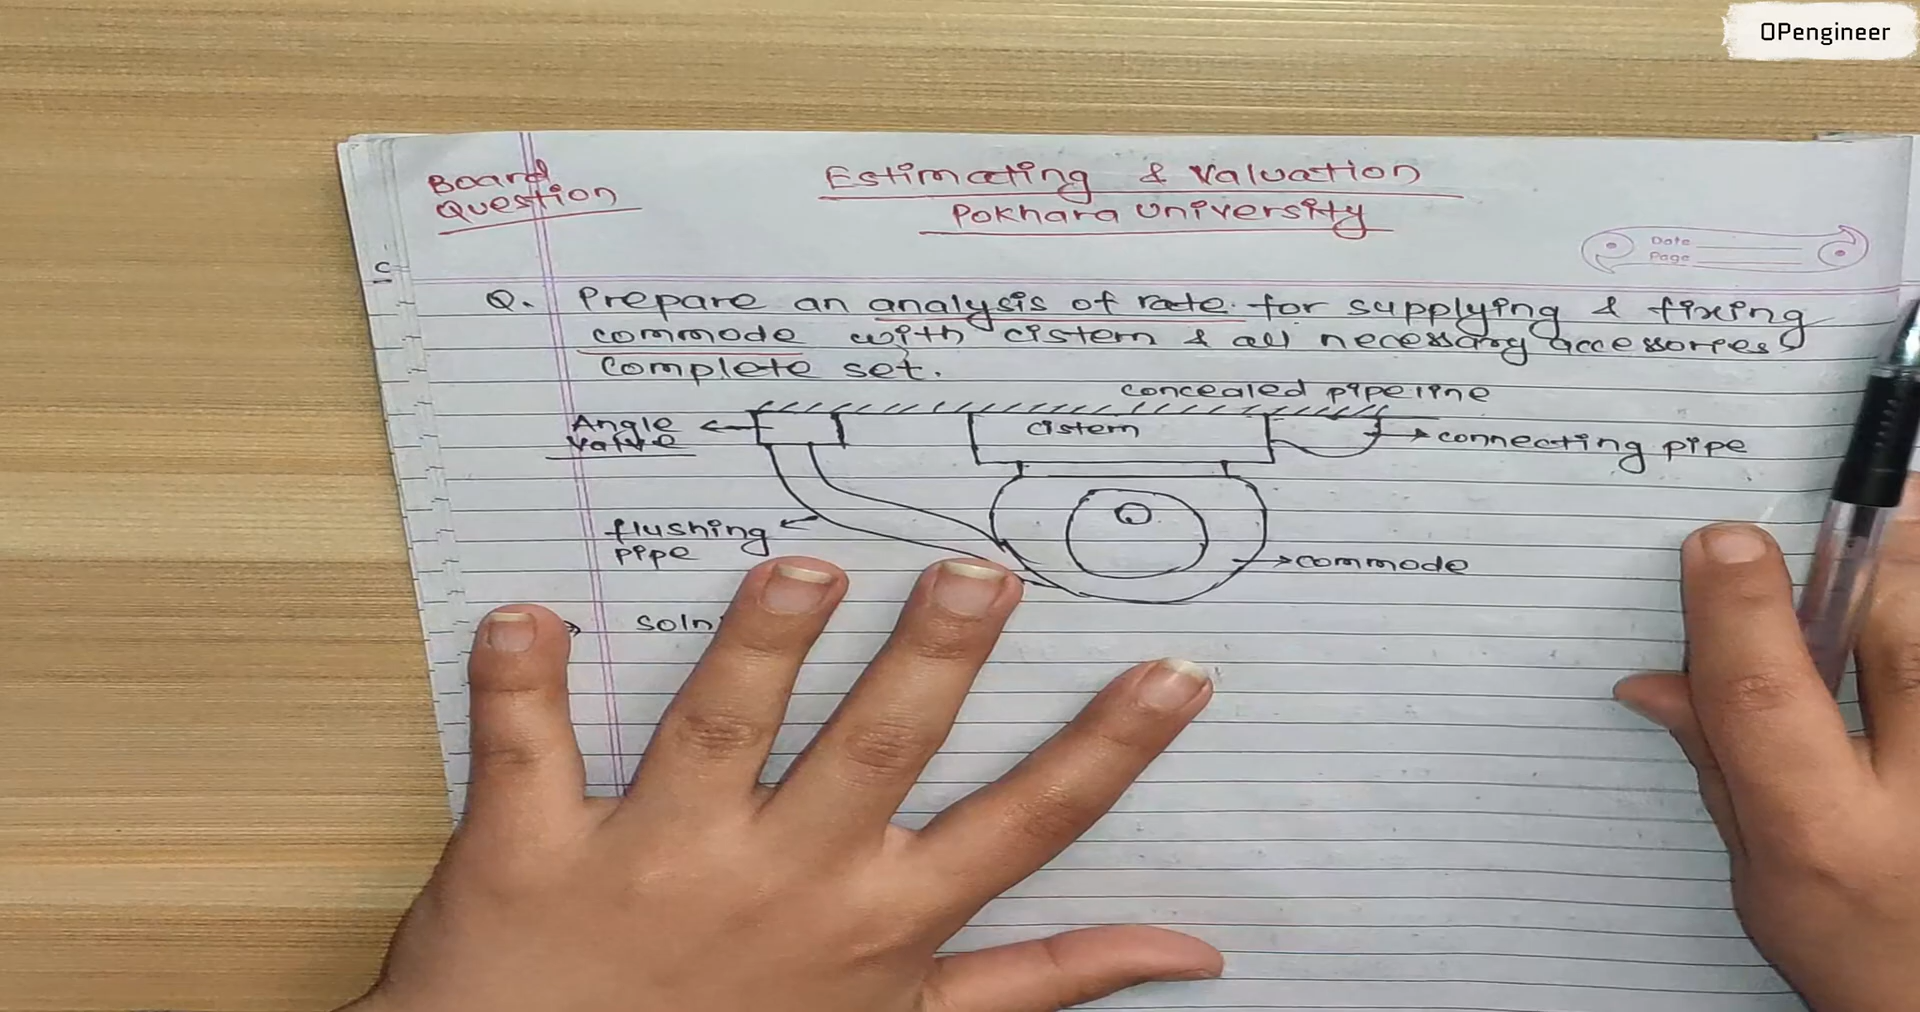 OPengineer
Board
Question
Estimating & Valuation
Pokhara University
Date
Page
C
Q. Prepare an analysis of rate for supplying & fixing
commode with cistern & all necessary accessories
complete set.
concealed pipeline
Angle
valve
cistern
connecting pipe
flushing
pipe
commode
soln